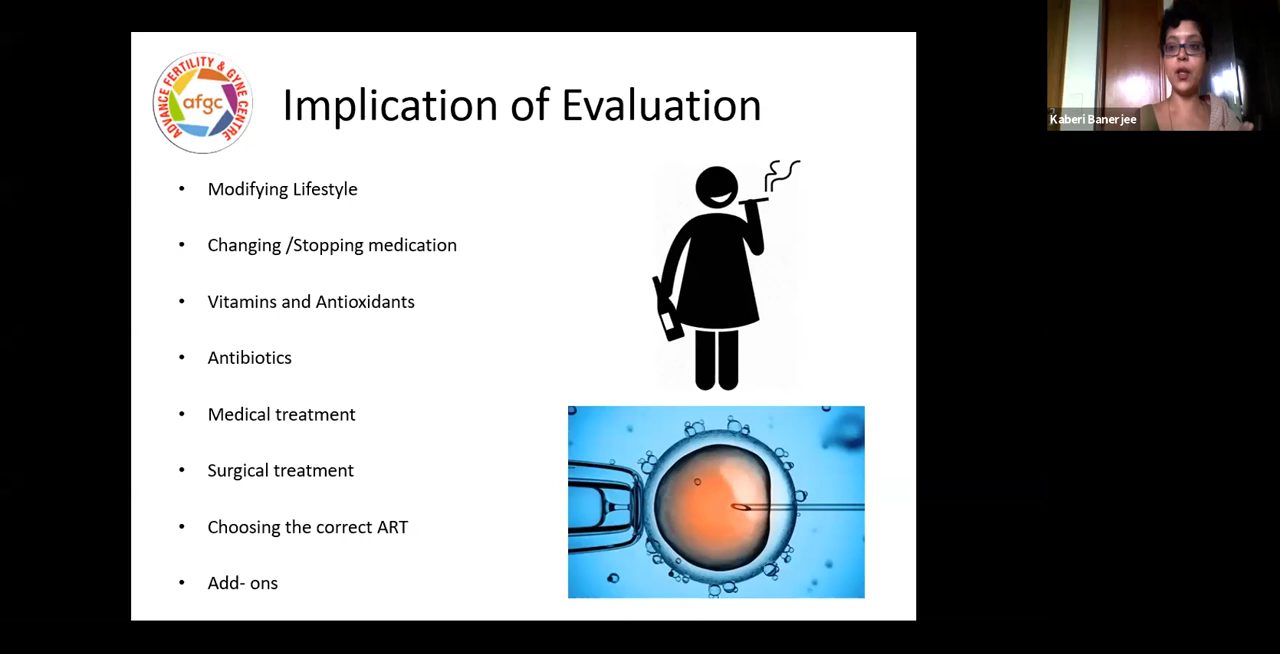 ADVANCE FERTILITY & GYNE CENTRE
afgc
Implication of Evaluation
• Modifying Lifestyle
• Changing /Stopping medication
• Vitamins and Antioxidants
• Antibiotics
• Medical treatment
• Surgical treatment
• Choosing the correct ART
• Add- ons
Kaberi Banerjee